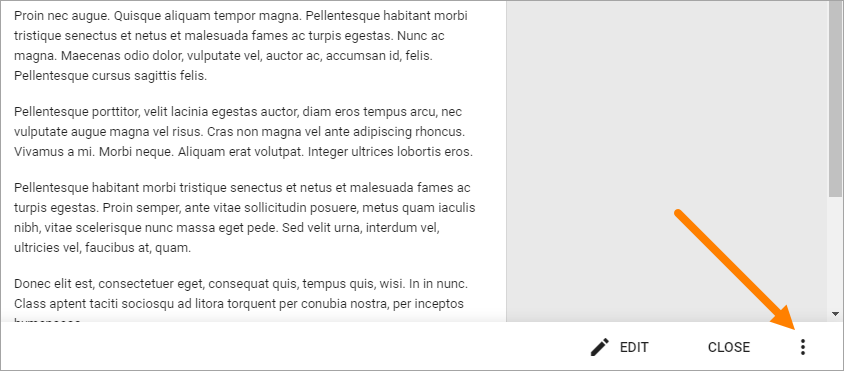 Proin nec augue. Quisque aliquam tempor magna. Pellentesque habitant morbi
tristique senectus et netus et malesuada fames ac turpis egestas. Nunc ac
magna. Maecenas odio dolor, vulputate vel, auctor ac, accumsan id, felis.
Pellentesque cursus sagittis felis.
Pellentesque porttitor, velit lacinia egestas auctor, diam eros tempus arcu, nec
vulputate augue magna vel risus. Cras non magna vel ante adipiscing rhoncus.
Vivamus a mi. Morbi neque. Aliquam erat volutpat. Integer ultrices lobortis eros.
Pellentesque habitant morbi tristique senectus et netus et malesuada fames ac
turpis egestas. Proin semper, ante vitae sollicitudin posuere, metus quam iaculis
nibh, vitae scelerisque nunc massa eget pede. Sed velit urna, interdum vel,
ultricies vel, faucibus at, quam.
Donec elit est, consectetuer eget, consequat quis, tempus quis, wisi. In in nunc.
Class aptent taciti sociosqu ad litora torquent per conubia nostra, per inceptos
EDIT CLOSE